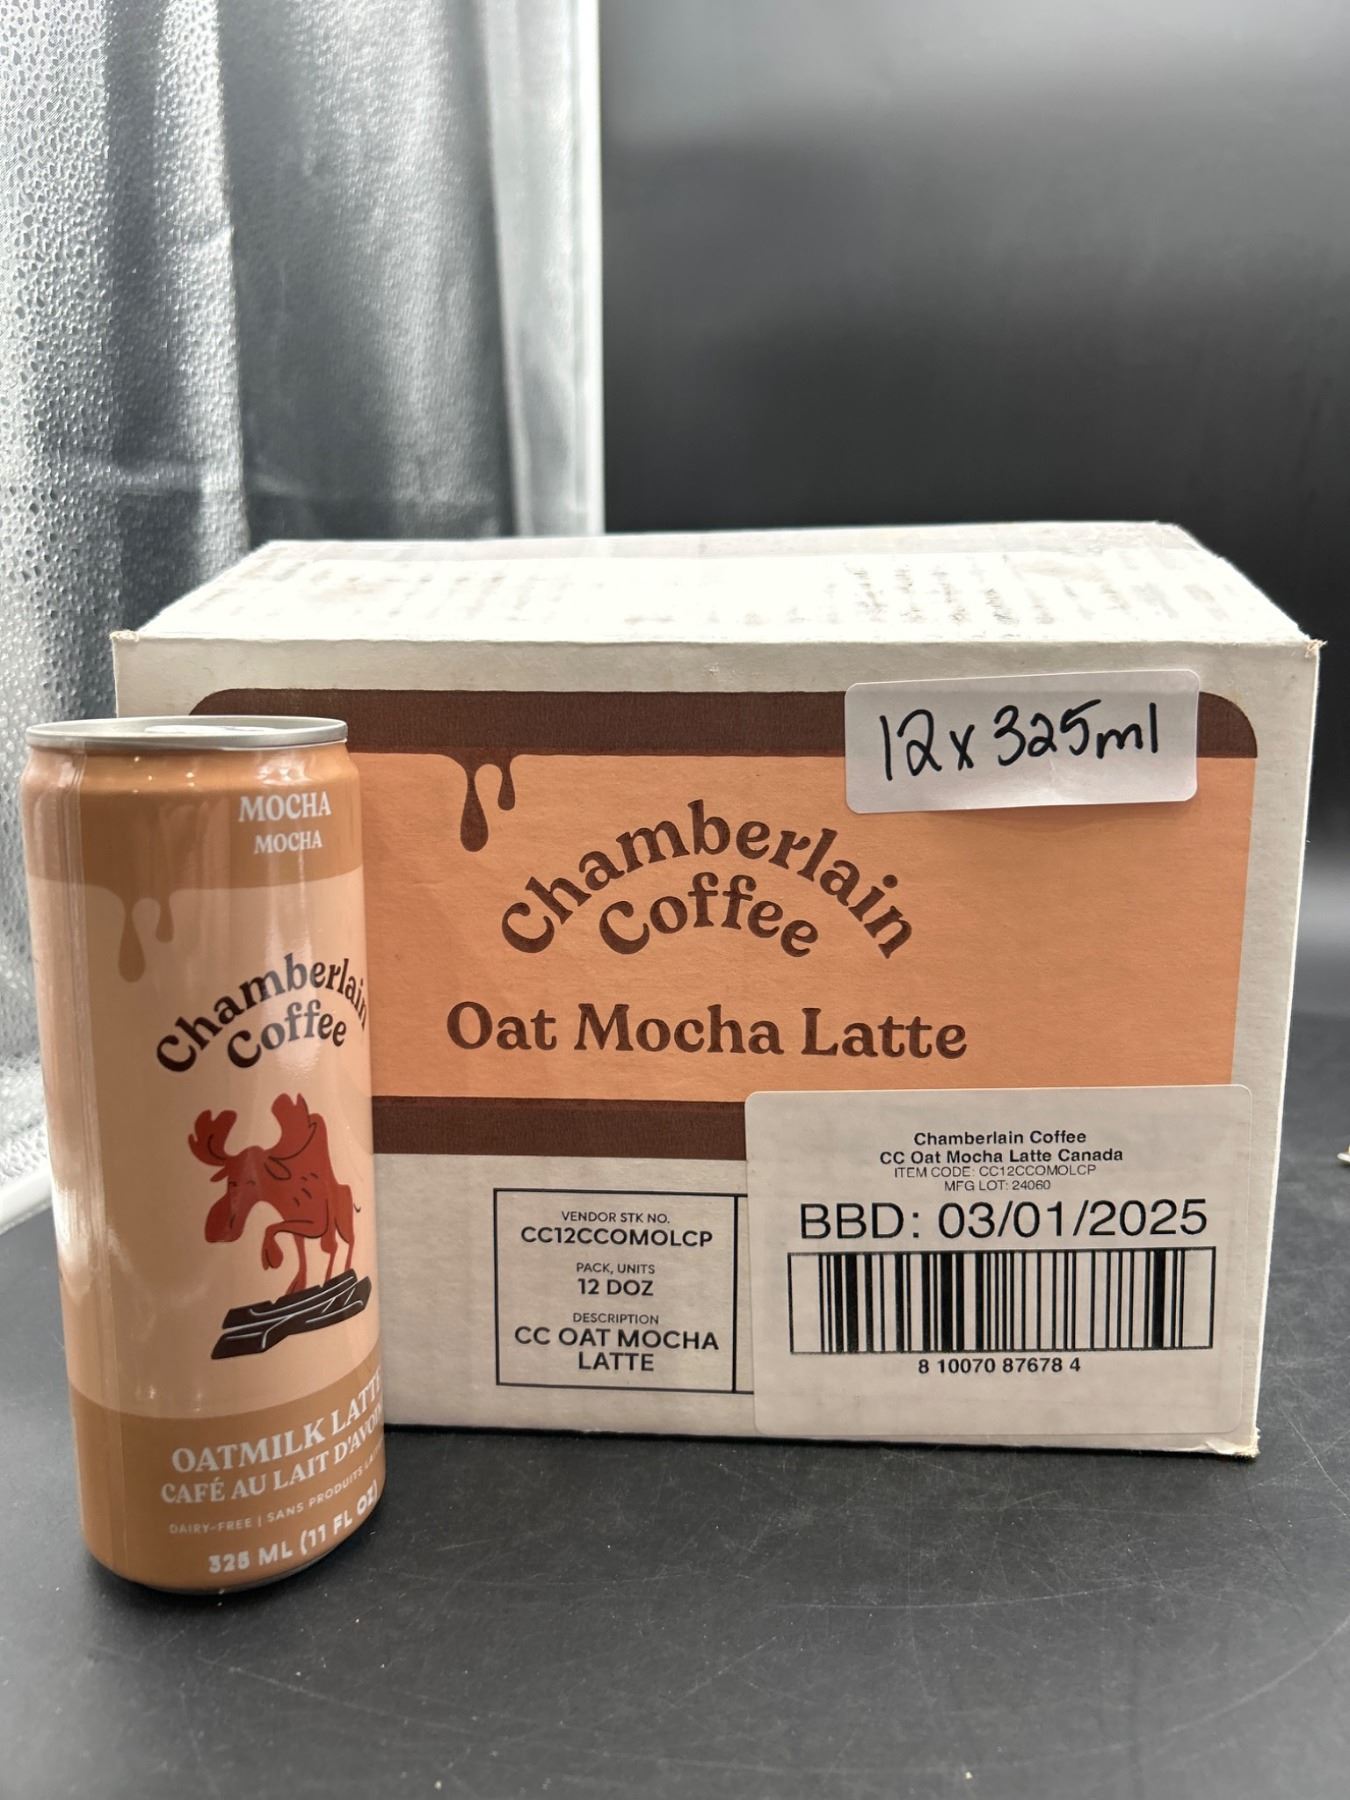 12x325ml
Chamberlain
Coffee
Oat Mocha Latte
VENDOR STK NO.
CC12CCOMOLCP
PACK, UNITS
12 DOZ
DESCRIPTION
CC OAT MOCHA
LATTE
Chamberlain Coffee
CC Oat Mocha Latte Canada
ITEM CODE: CC12CCOMOLCP
MFG LOT: 24060
BBD: 03/01/2025
8 10070 87678 4
MOCHA
MOCHA
Chamberlain
Coffee
OATMILK LATTE
CAFÉ AU LAIT
DAIRY-FREE | SANS PRODUITS
325 ML (11 FL OZ)